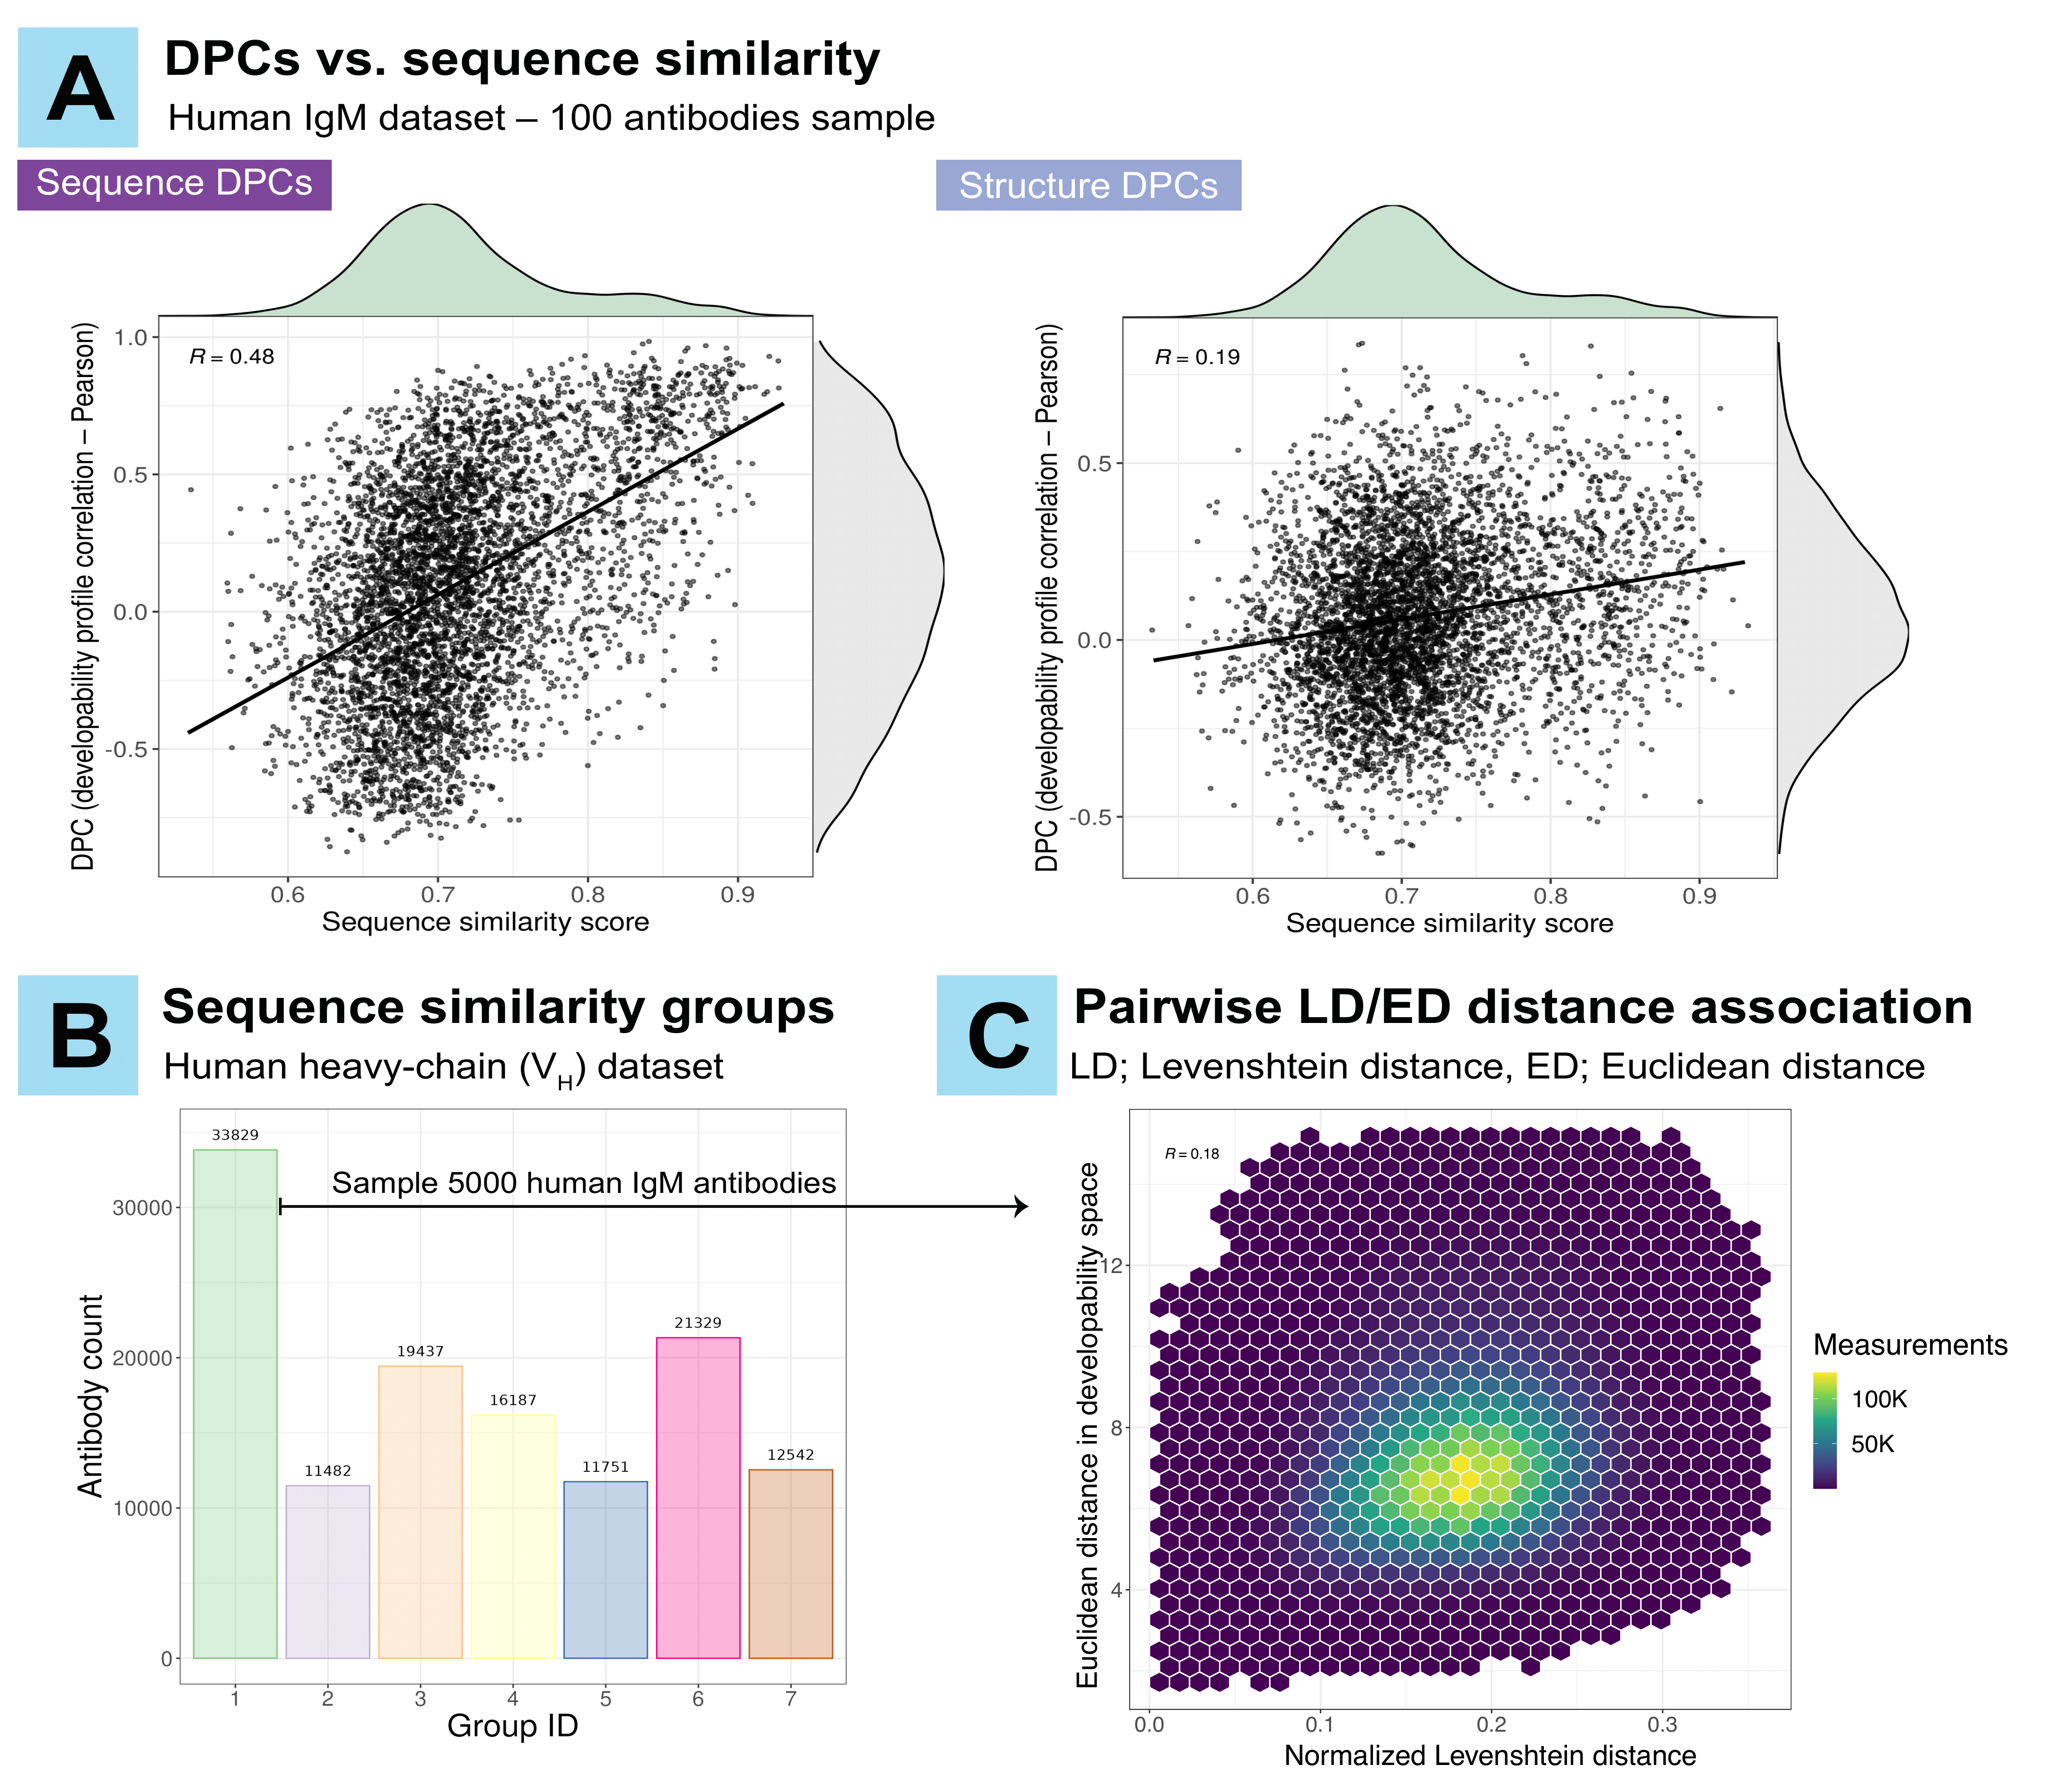 A
DPCs vs. sequence similarity
Human IgM dataset – 100 antibodies sample
Sequence DPCs
R = 0.48
DPC (developability profile correlation – Pearson)
1.0
0.5
0.0
-0.5
0.6 0.7 0.8 0.9
Sequence similarity score
Structure DPCs
R = 0.19
DPC (developability profile correlation – Pearson)
0.5
0.0
-0.5
0.6 0.7 0.8 0.9
Sequence similarity score
B
Sequence similarity groups
Human heavy-chain (VH) dataset
Antibody count
30000
20000
10000
0
33829
11482
19437
16187
11751
21329
12542
Sample 5000 human IgM antibodies
1 2 3 4 5 6 7
Group ID
C
Pairwise LD/ED distance association
LD; Levenshtein distance, ED; Euclidean distance
R = 0.18
Euclidean distance in developability space
12
8
4
0.0 0.1 0.2 0.3
Normalized Levenshtein distance
Measurements
100K
50K